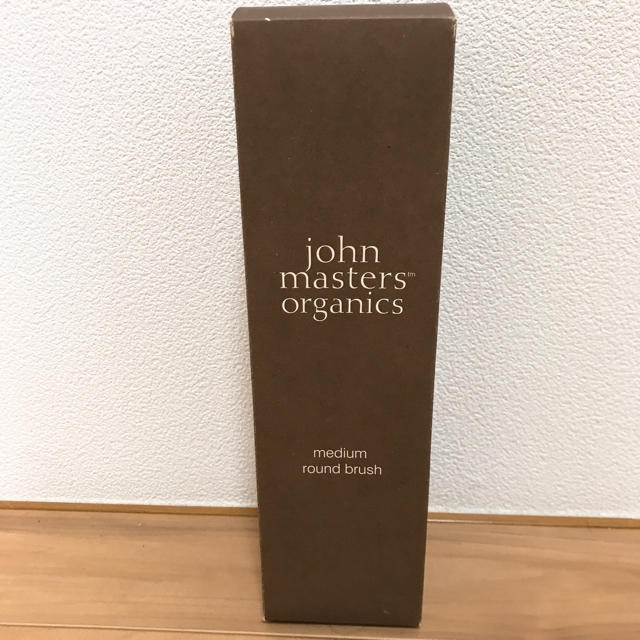 john
masters™
organics
medium
round brush